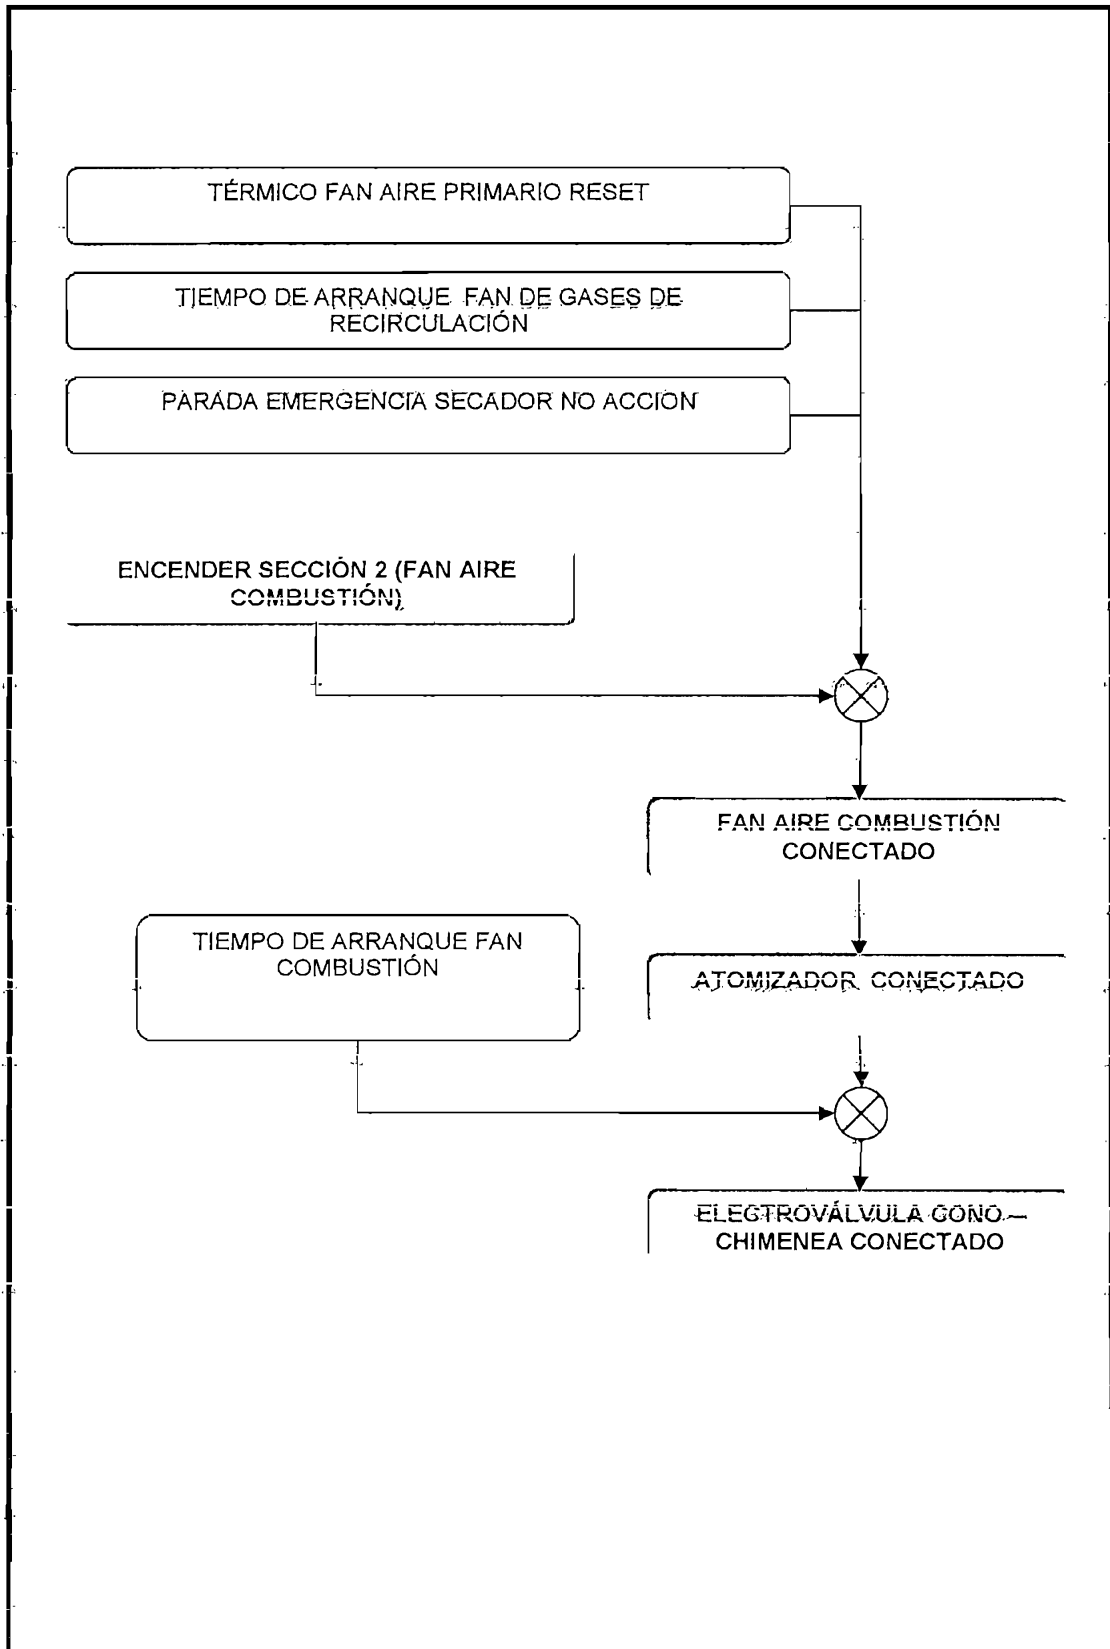 TÉRMICO FAN AIRE PRIMARIO RESET
TIEMPO DE ARRANQUE FAN DE GASES DE
RECIRCULACIÓN
PARADA EMERGENCIA SECADOR NO ACCION
ENCENDER SECCIÓN 2 (FAN AIRE
COMBUSTIÓN)
FAN AIRE COMBUSTIÓN
CONECTADO
TIEMPO DE ARRANQUE FAN
COMBUSTIÓN
ATOMIZADOR CONECTADO
ELECTROVÁLVULA CONO –
CHIMENEA CONECTADO